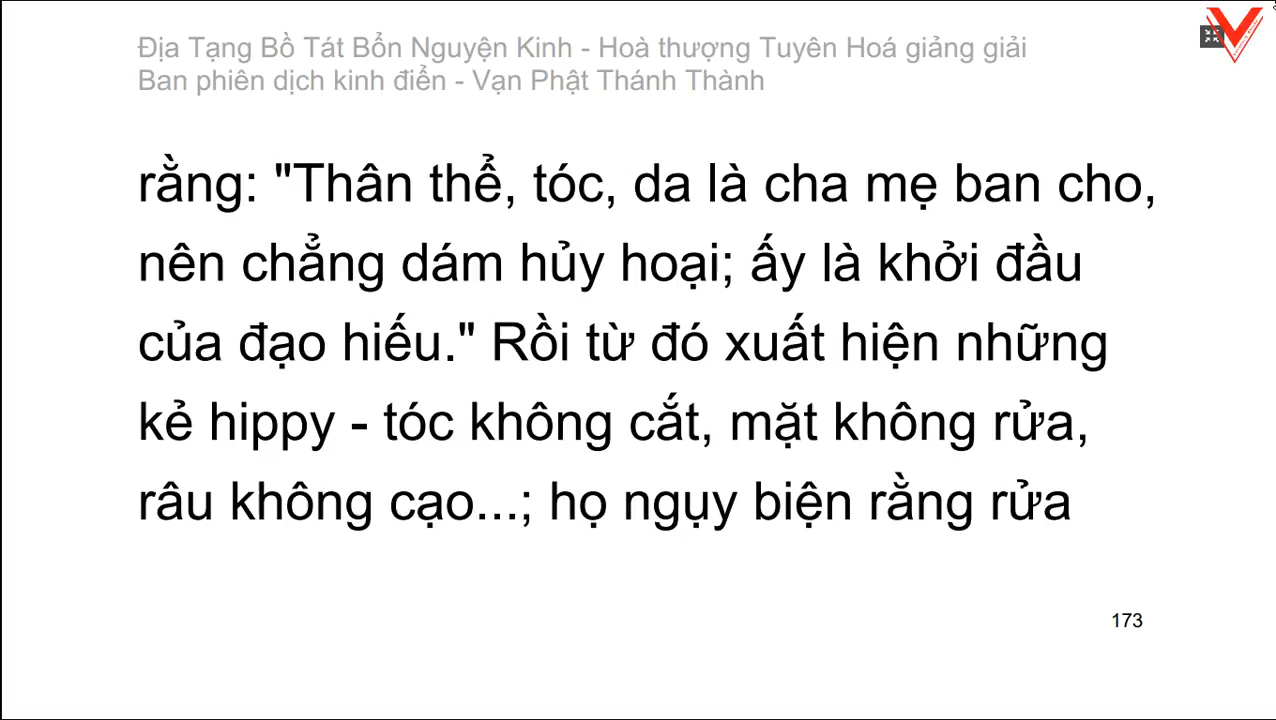 Địa Tạng Bồ Tát Bổn Nguyện Kinh - Hoà thượng Tuyên Hoá giảng giải
Ban phiên dịch kinh điển - Vạn Phật Thánh Thành
rằng: "Thân thể, tóc, da là cha mẹ ban cho,
nên chẳng dám hủy hoại; ấy là khởi đầu
của đạo hiếu." Rồi từ đó xuất hiện những
kẻ hippy - tóc không cắt, mặt không rửa,
râu không cạo...; họ ngụy biện rằng rửa
173